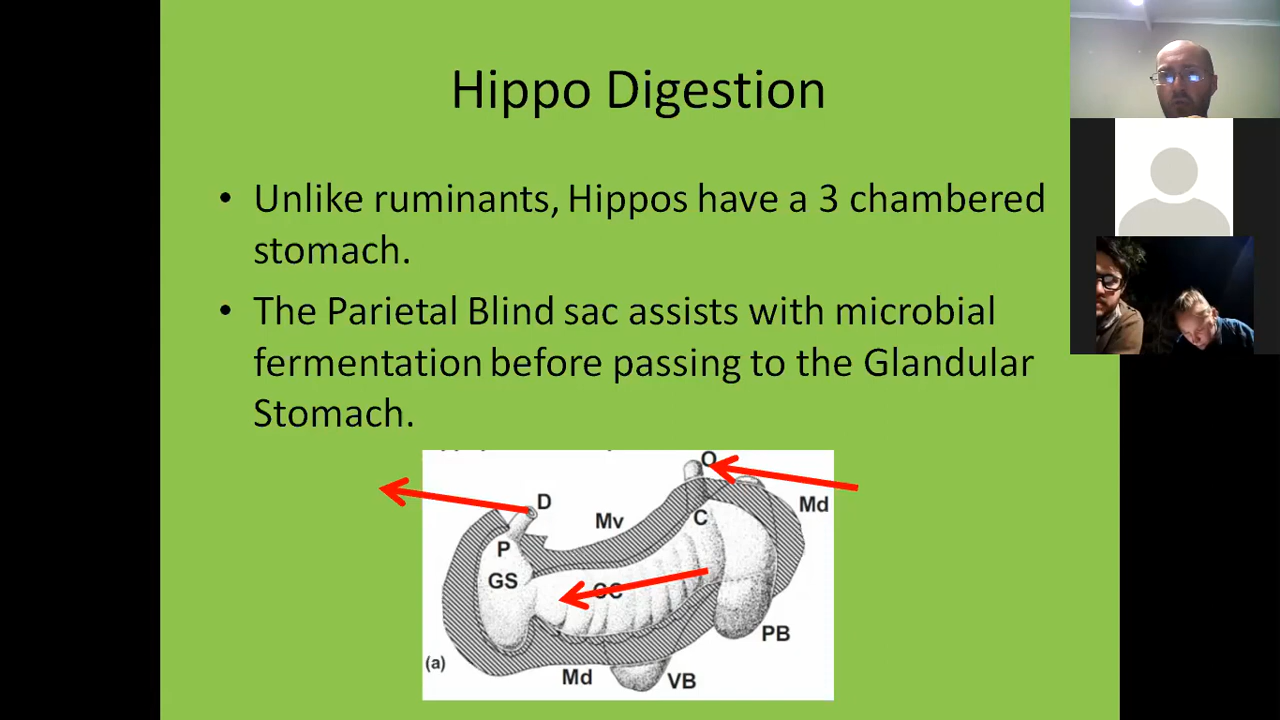 Hippo Digestion
• Unlike ruminants, Hippos have a 3 chambered
stomach.
• The Parietal Blind sac assists with microbial
fermentation before passing to the Glandular
Stomach.
O
D
Md
Mv
C
P
GS
PB
(a)
Md
VB